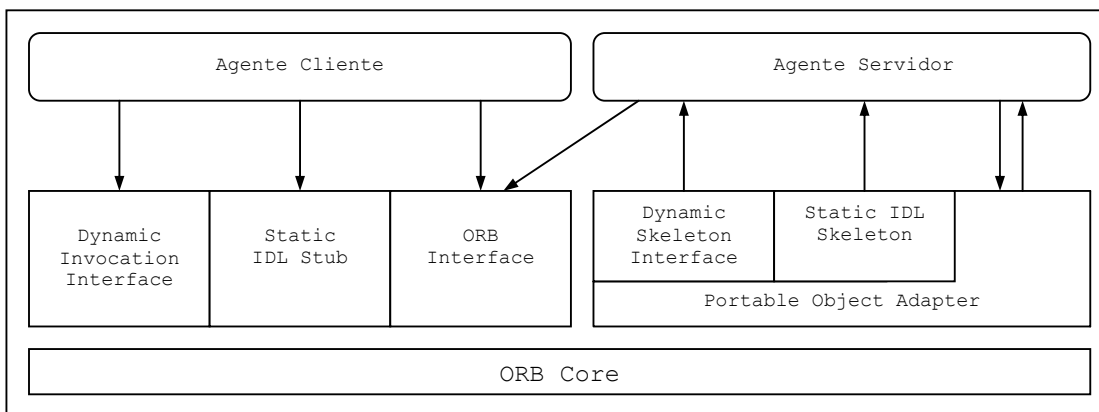 Agente Cliente
Agente Servidor
Dynamic
Invocation
Interface
Static
IDL Stub
ORB
Interface
Dynamic
Skeleton
Interface
Static IDL
Skeleton
Portable Object Adapter
ORB Core